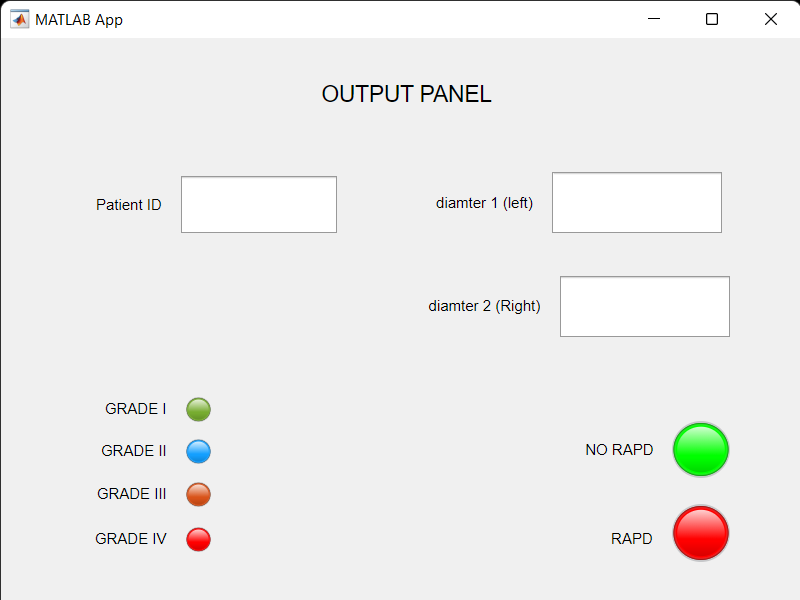 MATLAB App
OUTPUT PANEL
Patient ID
diamter 1 (left)
diamter 2 (Right)
GRADE I
GRADE II
GRADE III
GRADE IV
NO RAPD
RAPD